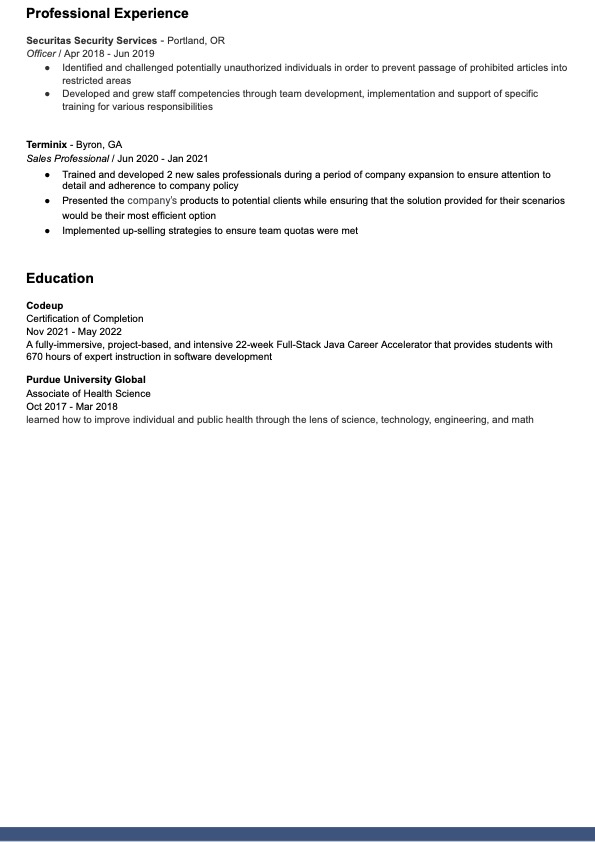 Professional Experience
Securitas Security Services - Portland, OR
Officer / Apr 2018 - Jun 2019
● Identified and challenged potentially unauthorized individuals in order to prevent passage of prohibited articles into
restricted areas
● Developed and grew staff competencies through team development, implementation and support of specific
training for various responsibilities
Terminix - Byron, GA
Sales Professional / Jun 2020 - Jan 2021
● Trained and developed 2 new sales professionals during a period of company expansion to ensure attention to
detail and adherence to company policy
● Presented the company's products to potential clients while ensuring that the solution provided for their scenarios
would be their most efficient option
● Implemented up-selling strategies to ensure team quotas were met
Education
Codeup
Certification of Completion
Nov 2021 - May 2022
A fully-immersive, project-based, and intensive 22-week Full-Stack Java Career Accelerator that provides students with
670 hours of expert instruction in software development
Purdue University Global
Associate of Health Science
Oct 2017 - Mar 2018
learned how to improve individual and public health through the lens of science, technology, engineering, and math